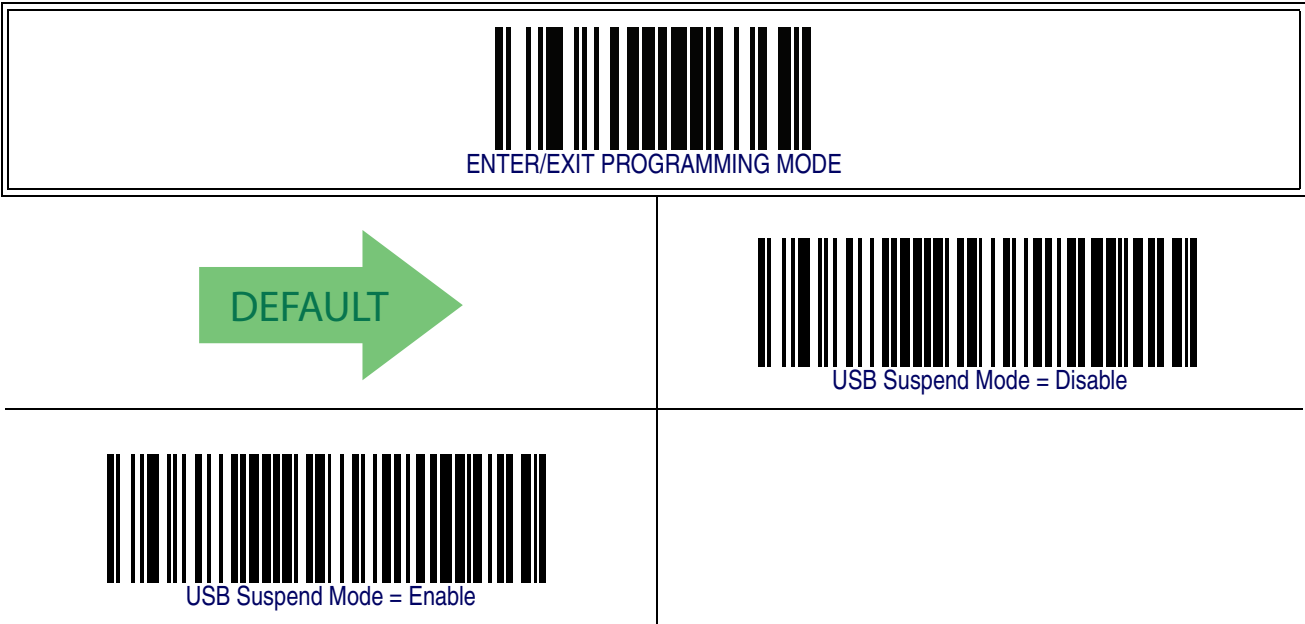 ENTER/EXIT PROGRAMMING MODE
DEFAULT
USB Suspend Mode = Disable
USB Suspend Mode = Enable